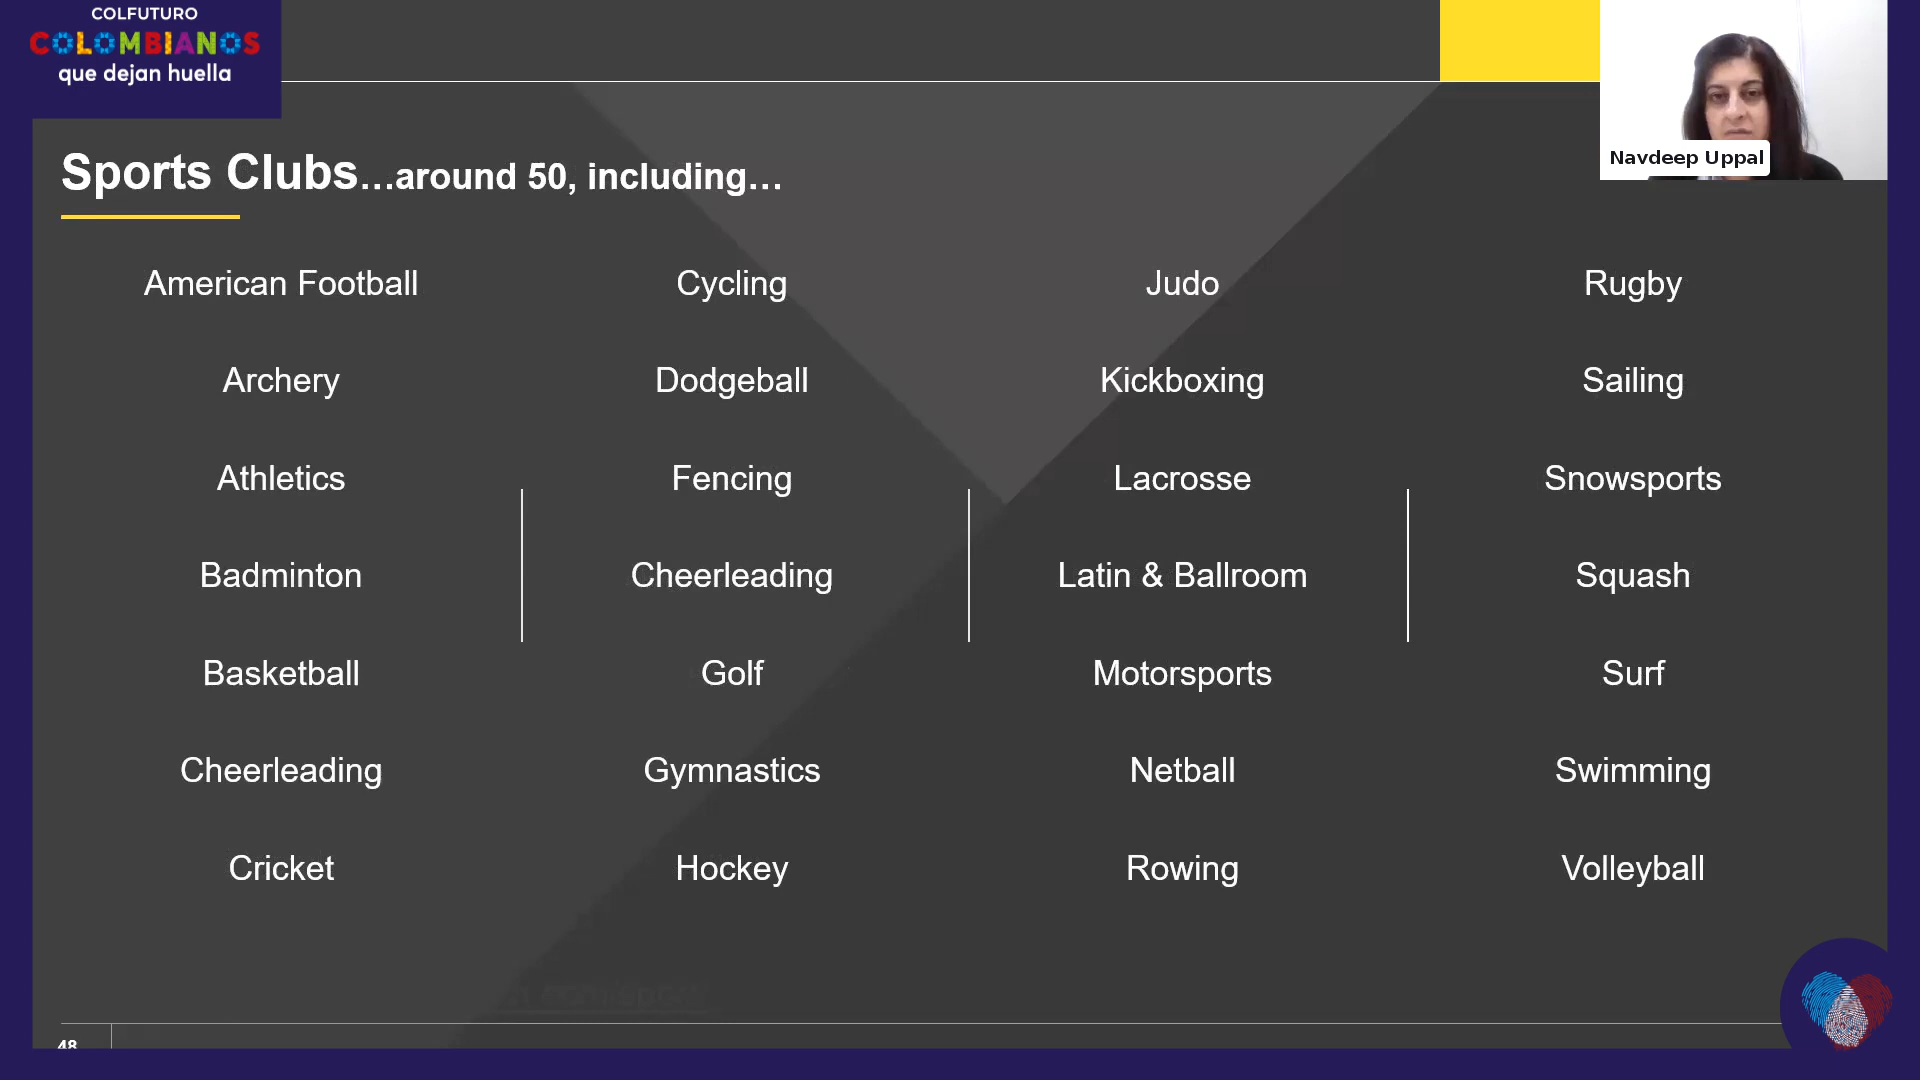 COLFUTURO
COLOMBIANOS
que dejan huella
Navdeep Uppal
Sports Clubs...around 50, including...
American Football
Archery
Athletics
Badminton
Basketball
Cheerleading
Cricket
Cycling
Dodgeball
Fencing
Cheerleading
Golf
Gymnastics
Hockey
Judo
Kickboxing
Lacrosse
Latin & Ballroom
Motorsports
Netball
Rowing
Rugby
Sailing
Snowsports
Squash
Surf
Swimming
Volleyball
48